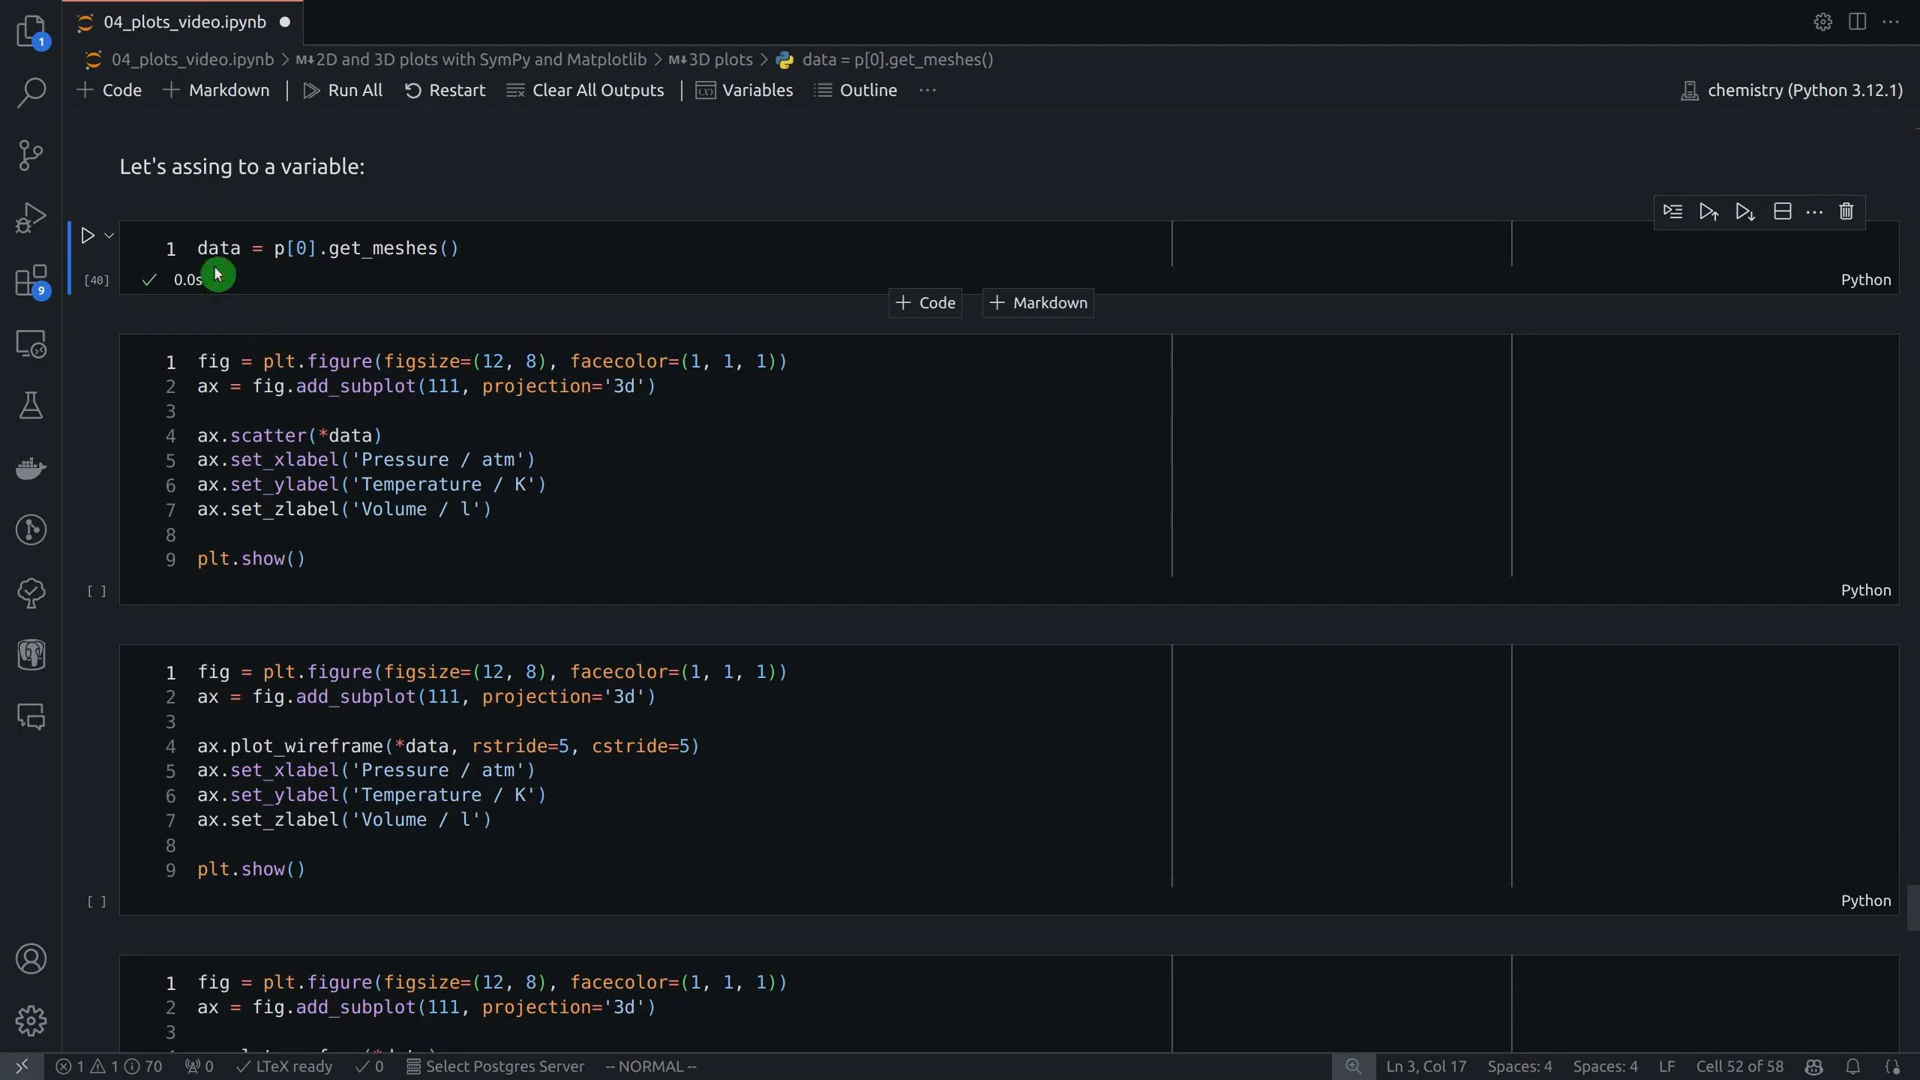 04_plots_video.ipynb
04_plots_video.ipynb > M↓2D and 3D plots with SymPy and Matplotlib > M↓3D plots > data = p[0].get_meshes()
+ Code + Markdown | Run All Restart Clear All Outputs | Variables Outline ···
chemistry (Python 3.12.1)
1
9
Let's assing to a variable:
1 data = p[0].get_meshes()
[40] ✓ 0.0s
Python
+ Code + Markdown
1 fig = plt.figure(figsize=(12, 8), facecolor=(1, 1, 1))
2 ax = fig.add_subplot(111, projection='3d')
3
4 ax.scatter(*data)
5 ax.set_xlabel('Pressure / atm')
6 ax.set_ylabel('Temperature / K')
7 ax.set_zlabel('Volume / l')
8
9 plt.show()
[ ]
Python
1 fig = plt.figure(figsize=(12, 8), facecolor=(1, 1, 1))
2 ax = fig.add_subplot(111, projection='3d')
3
4 ax.plot_wireframe(*data, rstride=5, cstride=5)
5 ax.set_xlabel('Pressure / atm')
6 ax.set_ylabel('Temperature / K')
7 ax.set_zlabel('Volume / l')
8
9 plt.show()
[ ]
Python
1 fig = plt.figure(figsize=(12, 8), facecolor=(1, 1, 1))
2 ax = fig.add_subplot(111, projection='3d')
3
1 1 70 0 ✓ LTeX ready ✓ 0 Select Postgres Server -- NORMAL --
Ln 3, Col 17 Spaces: 4 Spaces: 4 LF Cell 52 of 58